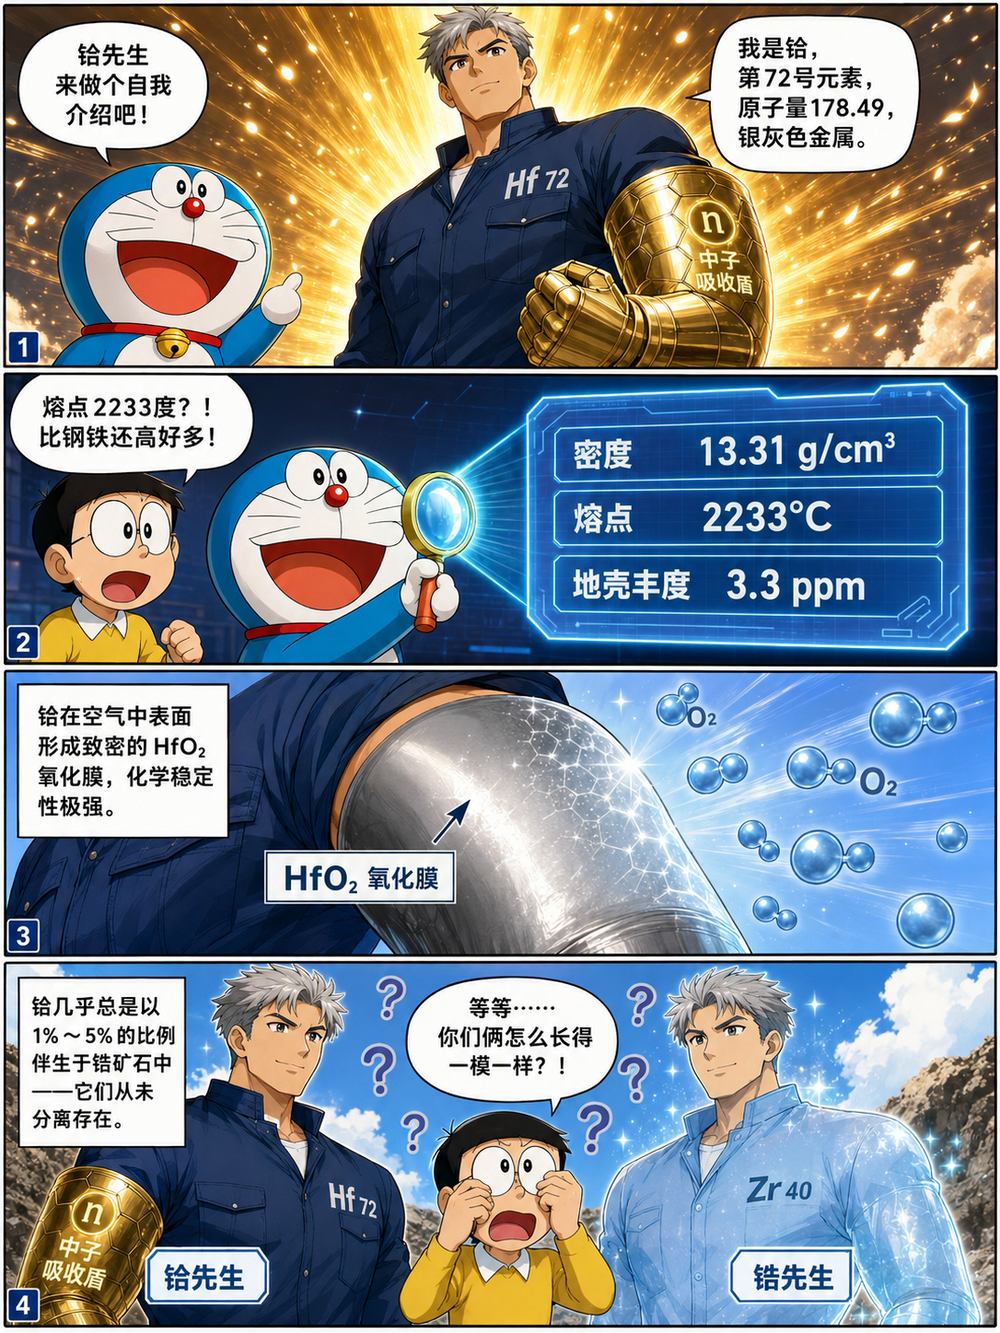 铪先生
来做个自我
介绍吧！
我是铪，
第72号元素，
原子量178.49，
银灰色金属。
Hf 72
n
中子
吸收盾
1
熔点2233度？！
比钢铁还高好多！
密度 13.31 g/cm³
熔点 2233°C
地壳丰度 3.3 ppm
2
铪在空气中表面
形成致密的 HfO₂
氧化膜，化学稳定
性极强。
O₂
O₂
HfO₂ 氧化膜
3
铪几乎总是以
1%～5%的比例
伴生于锆矿石中
——它们从未
分离存在。
?
?
?
等等……
你们俩怎么长得
一模一样？！
?
?
?
Hf 72
Zr 40
n
中子
吸收盾
铪先生
锆先生
4